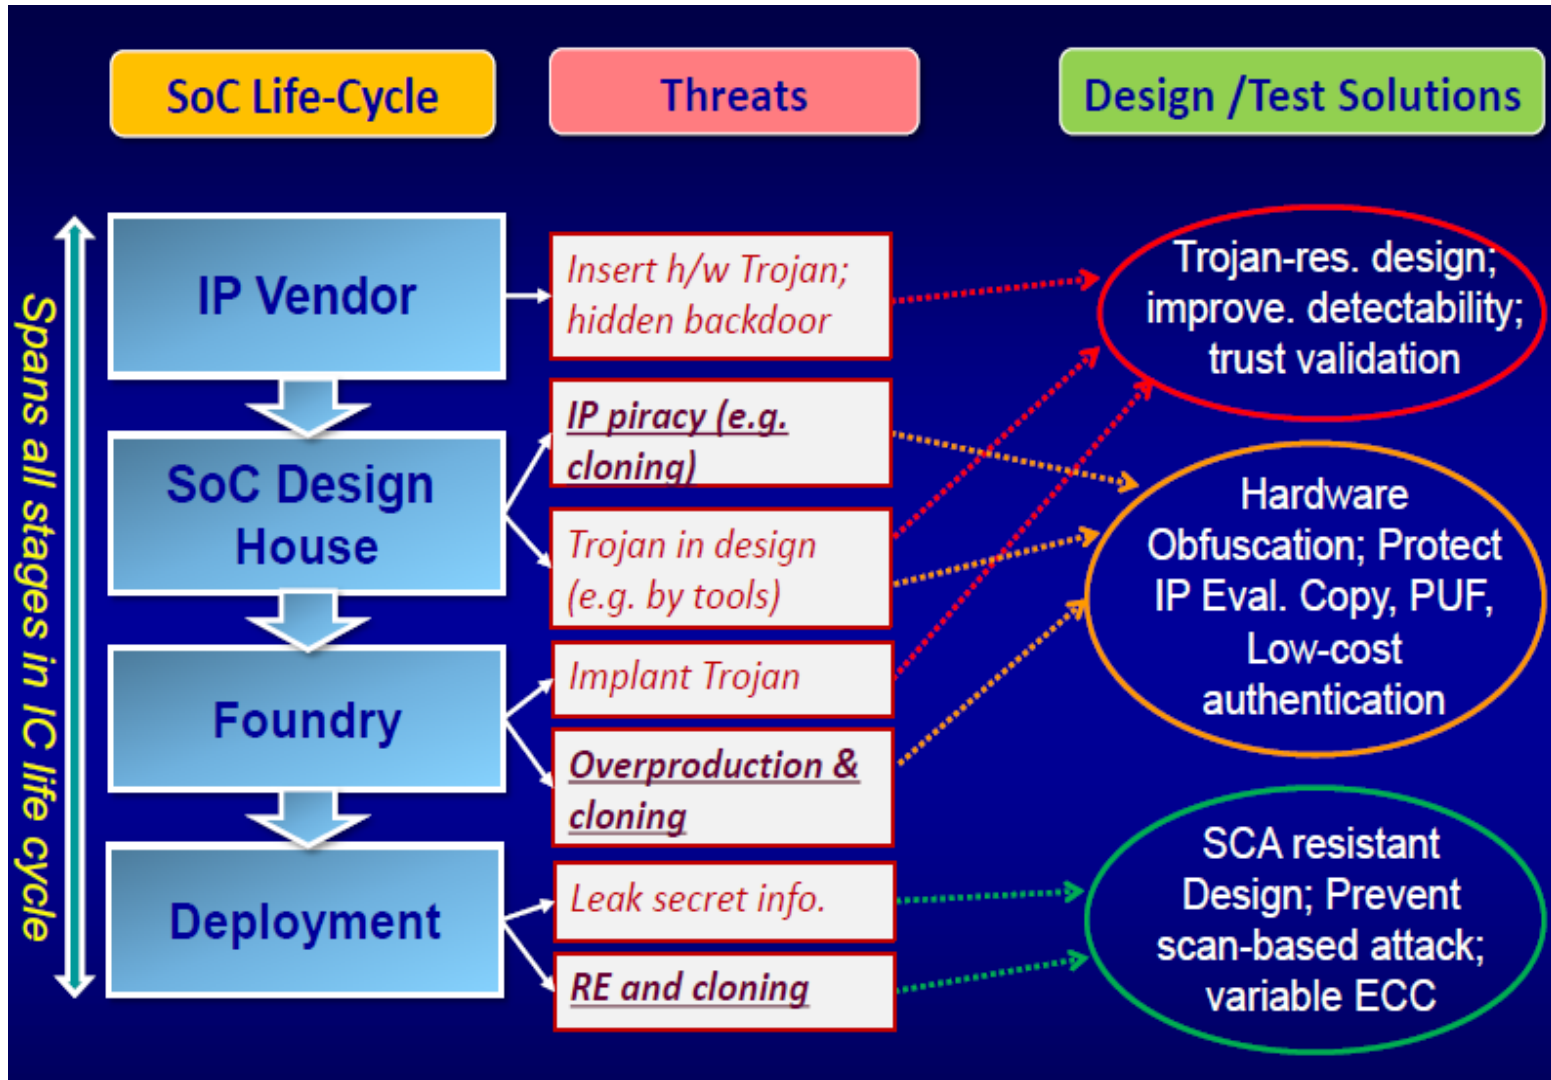 SoC Life-Cycle
Threats
Design /Test Solutions
Spans all stages in IC life cycle
IP Vendor
SoC Design
House
Foundry
Deployment
Insert h/w Trojan;
hidden backdoor
IP piracy (e.g.
cloning)
Trojan in design
(e.g. by tools)
Implant Trojan
Overproduction &
cloning
Leak secret info.
RE and cloning
Trojan-res. design;
improve. detectability;
trust validation
Hardware
Obfuscation; Protect
IP Eval. Copy, PUF,
Low-cost
authentication
SCA resistant
Design; Prevent
scan-based attack;
variable ECC